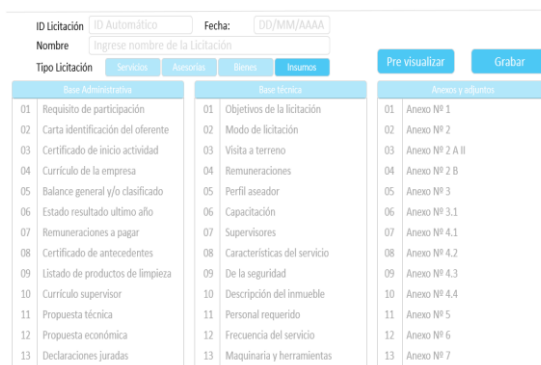 ID Licitación ID Automático Fecha: DD/MM/AAAA
Nombre Ingrese nombre de la Licitación
Tipo Licitación Servicios Asesorias Bienes Insumos
Pre visualizar Grabar
Base Administrativa
01 Requisito de participación
02 Carta identificación del oferente
03 Certificado de inicio actividad
04 Currículo de la empresa
05 Balance general y/o clasificado
06 Estado resultado ultimo año
07 Remuneraciones a pagar
08 Certificado de antecedentes
09 Listado de productos de limpieza
10 Currículo supervisor
11 Propuesta técnica
12 Propuesta económica
13 Declaraciones juradas
Base técnica
01 Objetivos de la licitación
02 Modo de licitación
03 Visita a terreno
04 Remuneraciones
05 Perfil aseador
06 Capacitación
07 Supervisores
08 Características del servicio
09 De la seguridad
10 Descripción del inmueble
11 Personal requerido
12 Frecuencia del servicio
13 Maquinaria y herramientas
Anexos y adjuntos
01 Anexo Nº 1
02 Anexo Nº 2
03 Anexo Nº 2 A II
04 Anexo Nº 2 B
05 Anexo Nº 3
06 Anexo Nº 3.1
07 Anexo Nº 4.1
08 Anexo Nº 4.2
09 Anexo Nº 4.3
10 Anexo Nº 4.4
11 Anexo Nº 5
12 Anexo Nº 6
13 Anexo Nº 7